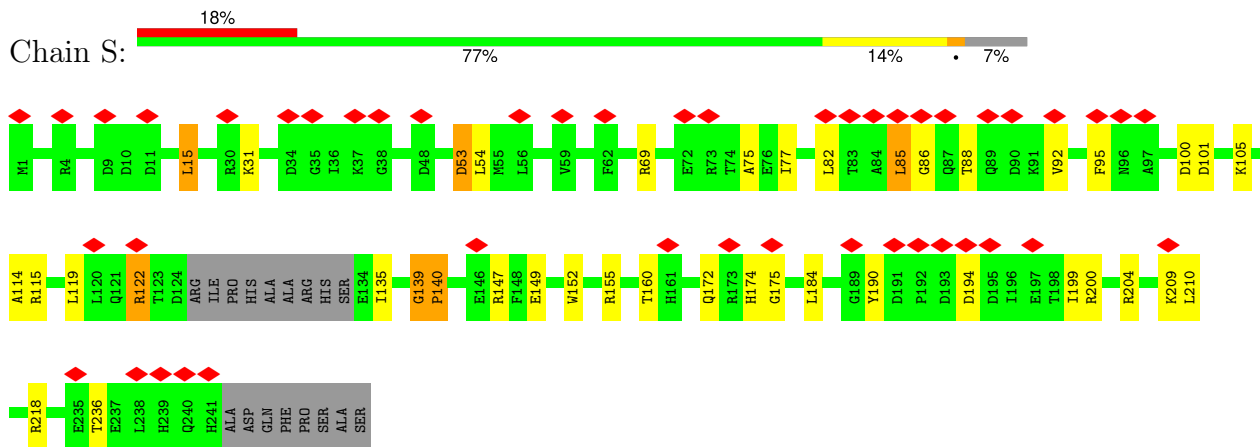 18%
Chain S:
77% 14% • 7%
M1 R4 D9 D10 D11 L15 R30 K31 D34 G35 I36 K37 G38 D48 D53 L54 M55 L56 V59 F62 R69 E72 R73 T74 A75 E76 I77 L82 T83 A84 L85 G86 Q87 T88 Q89 D90 K91 V92 F95 N96 A97 D100 D101 K105
A114 R115 L119 L120 Q121 R122 T123 D124 ARG ILE PRO HIS ALA ALA ARG HIS SER E134 I135 G139 P140 E146 R147 F148 E149 W152 R155 T160 H161 Q172 R173 H174 G175 L184 G189 Y190 D191 P192 D193 D194 D195 I196 E197 T198 I199 R200 R204 K209 L210
R218 E235 T236 E237 L238 H239 Q240 H241 ALA ASP GLN PHE PRO SER ALA SER